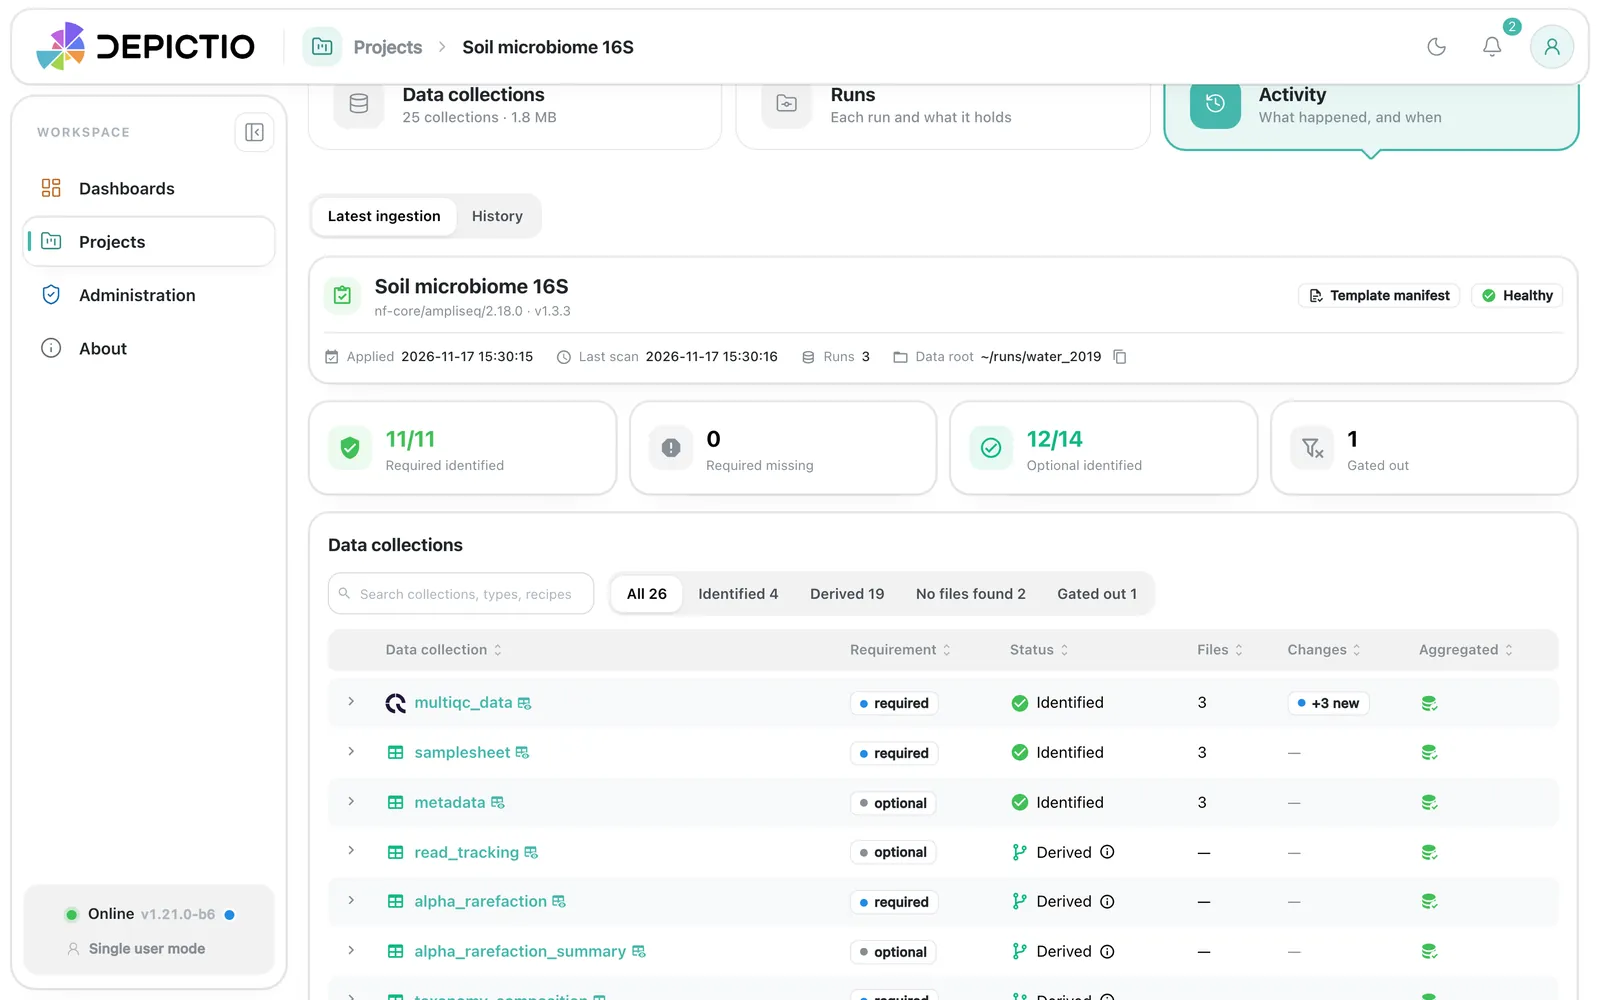 DEPICTIO
Projects > Soil microbiome 16S
2
WORKSPACE
Dashboards
Projects
Administration
About
Online v1.21.0-b6
Single user mode
Data collections
25 collections · 1.8 MB
Runs
Each run and what it holds
Activity
What happened, and when
Latest ingestion History
Soil microbiome 16S
nf-core/ampliseq/2.18.0 · v1.3.3
Template manifest Healthy
Applied 2026-11-17 15:30:15 Last scan 2026-11-17 15:30:16 Runs 3 Data root ~/runs/water_2019
11/11
Required identified
0
Required missing
12/14
Optional identified
1
Gated out
Data collections
Search collections, types, recipes All 26 Identified 4 Derived 19 No files found 2 Gated out 1
Data collection Requirement Status Files Changes Aggregated
multiqc_data required Identified 3 +3 new
samplesheet required Identified 3 —
metadata optional Identified 3 —
read_tracking optional Derived — —
alpha_rarefaction required Derived — —
alpha_rarefaction_summary optional Derived — —
taxonomy_composition required Derived